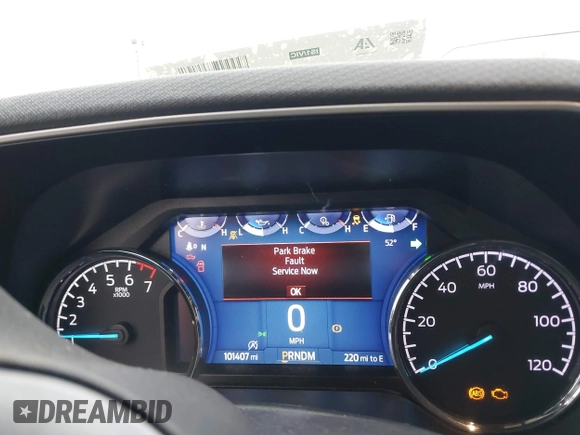 C H L H C H E F
N
52°
Park Brake
Fault
Service Now
OK
0
MPH
101407 mi
PRNDM
220 mi to E
1 2 3 4 5 6 7
RPM
x1000
0 20 40 60 80 100 120
MPH
ABS
DREAMBID